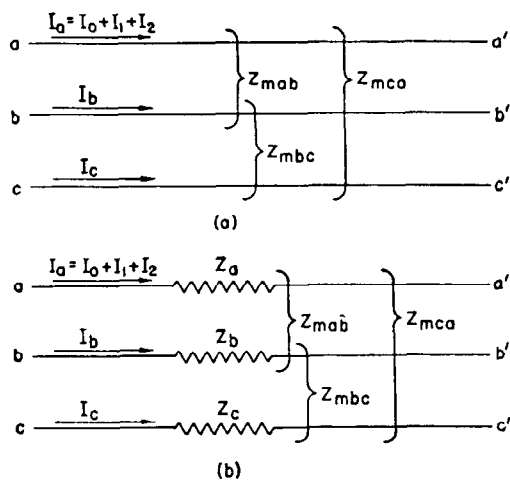 Ia = I0 + I1 + I2
a a'
Zmab
Zmca
Ib
b b'
Zmbc
Ic
c c'
(a)
Ia = I0 + I1 + I2
Za
a a'
Zmab
Zmca
Ib
Zb
b b'
Zmbc
Ic
Zc
c c'
(b)